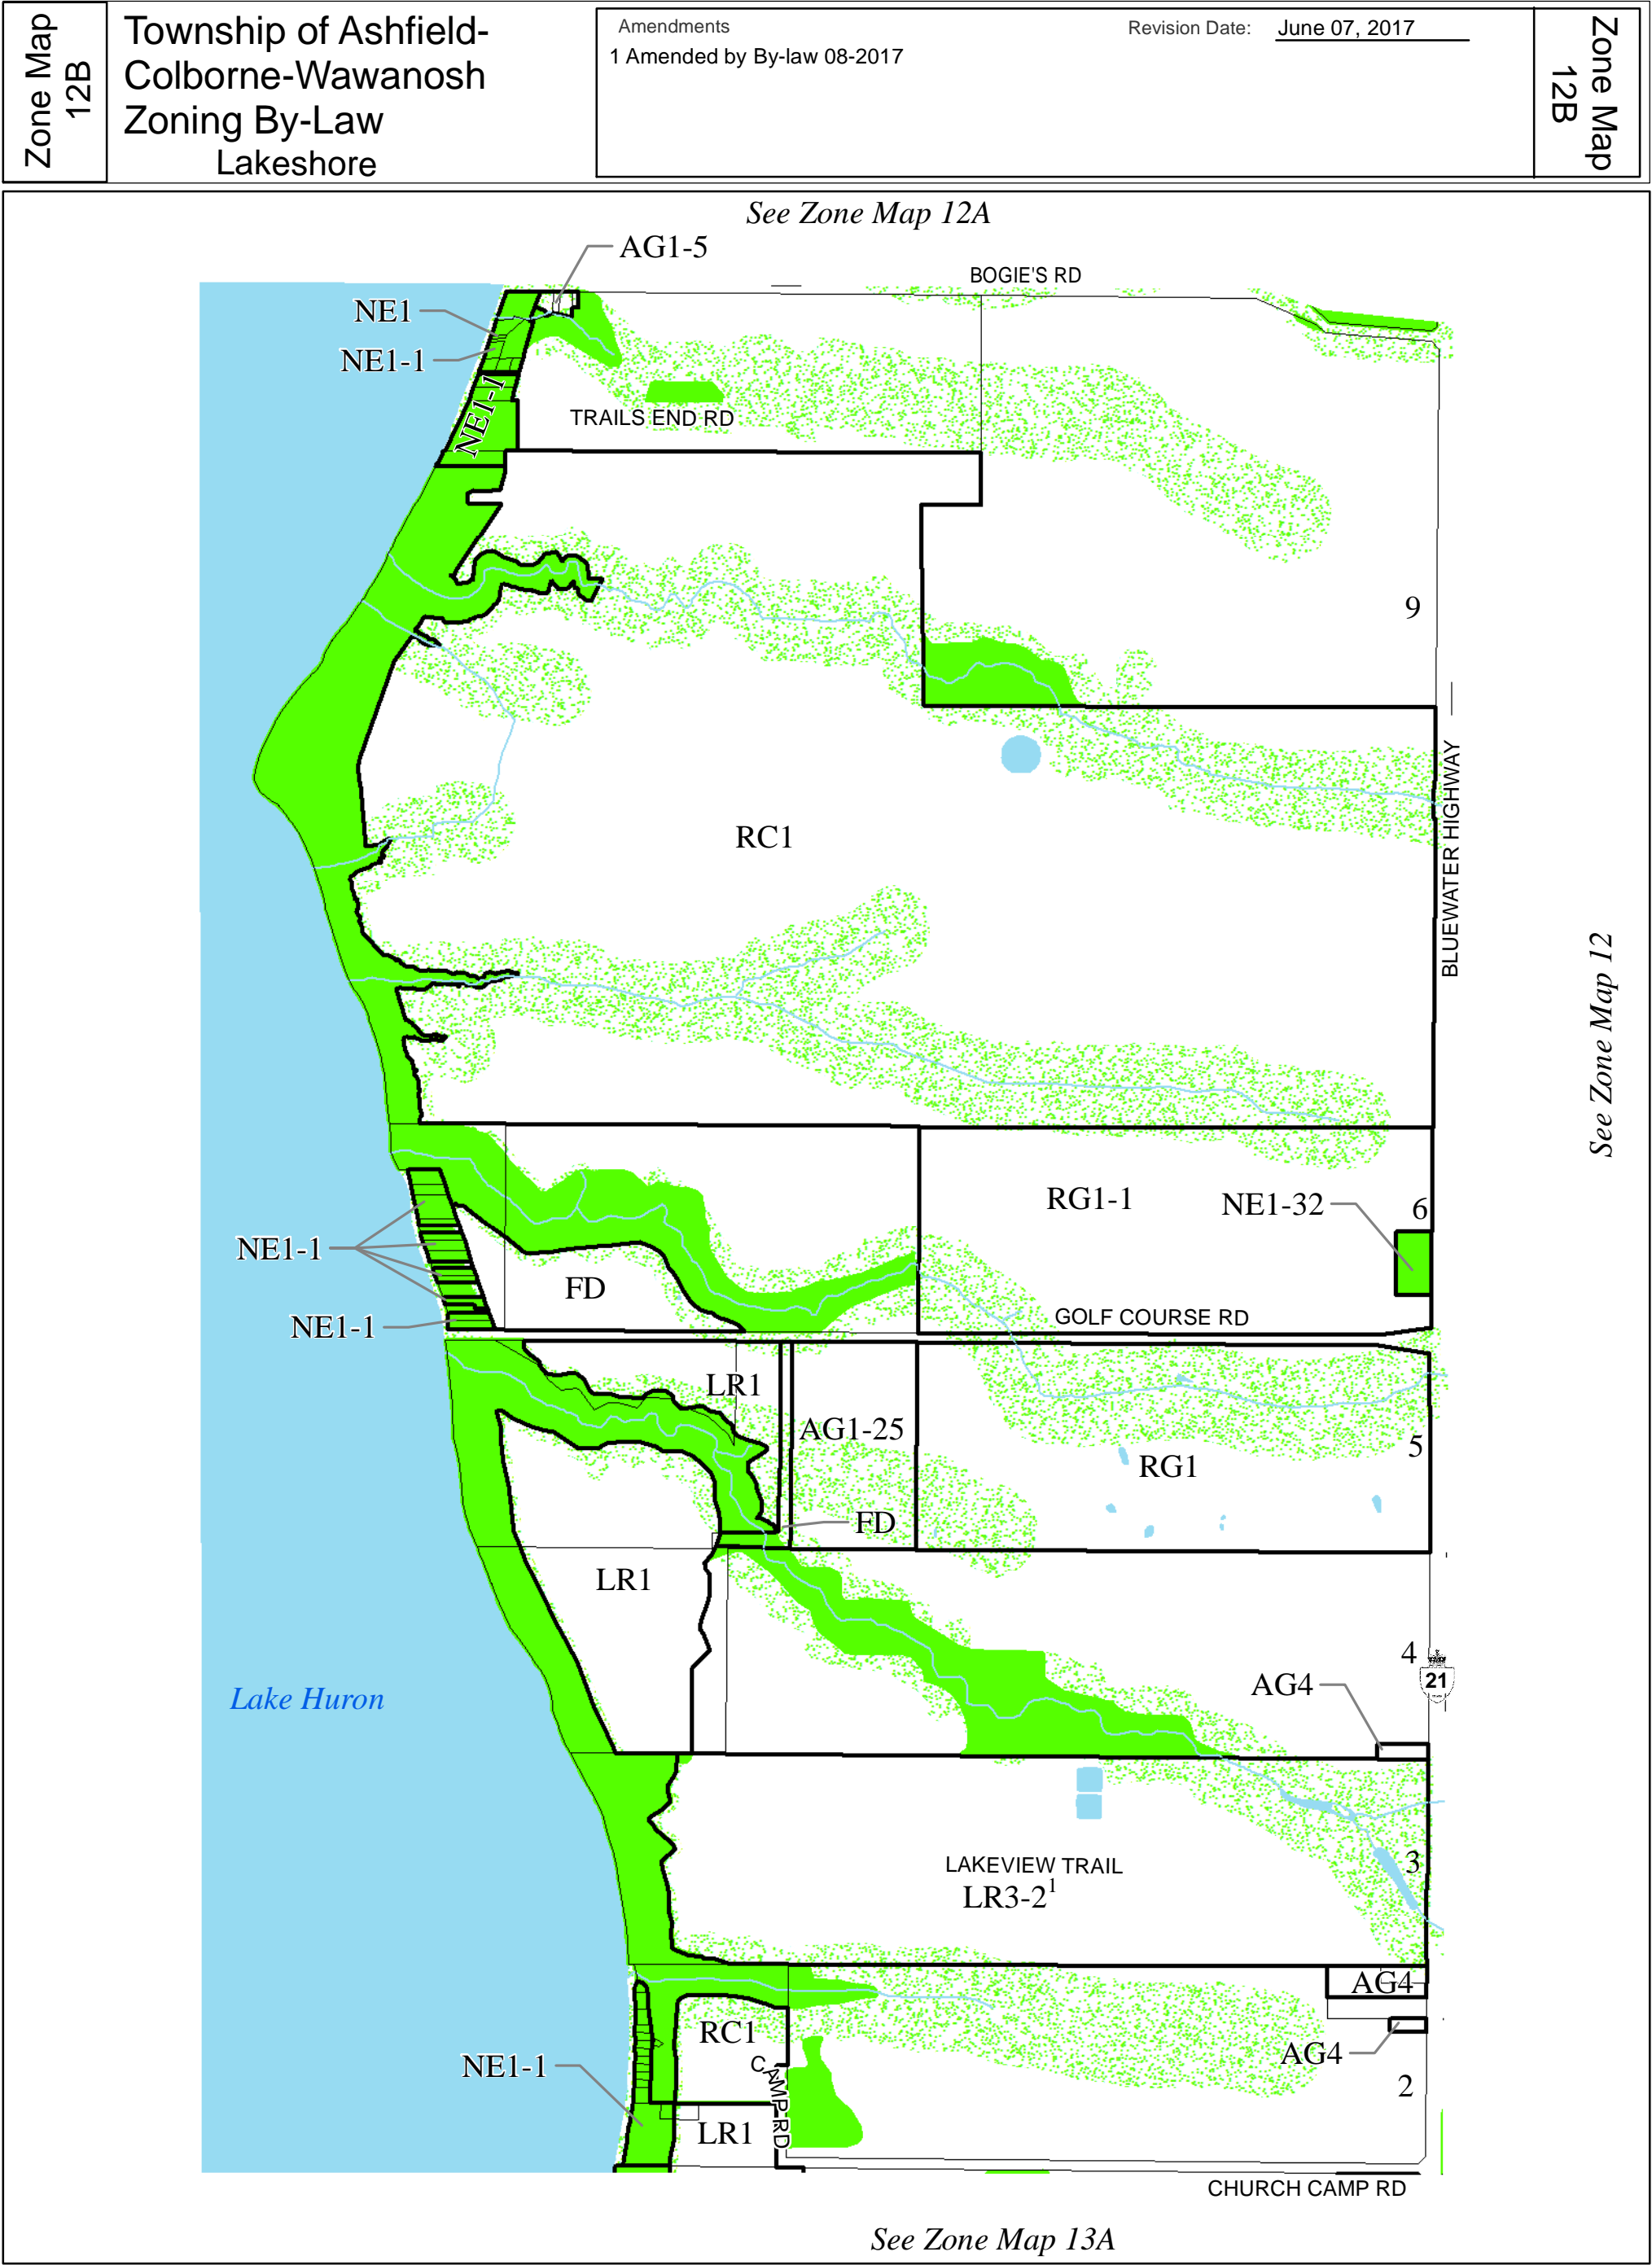 Zone Map
12B
Township of Ashfield-
Colborne-Wawanosh
Zoning By-Law
Lakeshore
Amendments
1 Amended by By-law 08-2017
Revision Date: June 07, 2017
Zone Map
12B
See Zone Map 12A
AG1-5
BOGIE'S RD
NE1
NE1-1
NE1-1
TRAILS END RD
9
BLUEWATER HIGHWAY
RC1
See Zone Map 12
RG1-1
NE1-32
6
NE1-1
FD
GOLF COURSE RD
NE1-1
LR1
AG1-25
5
RG1
FD
LR1
4
21
AG4
Lake Huron
3
LAKEVIEW TRAIL
LR3-2¹
AG4
RC1
AG4
CAMP RD
NE1-1
2
LR1
CHURCH CAMP RD
See Zone Map 13A